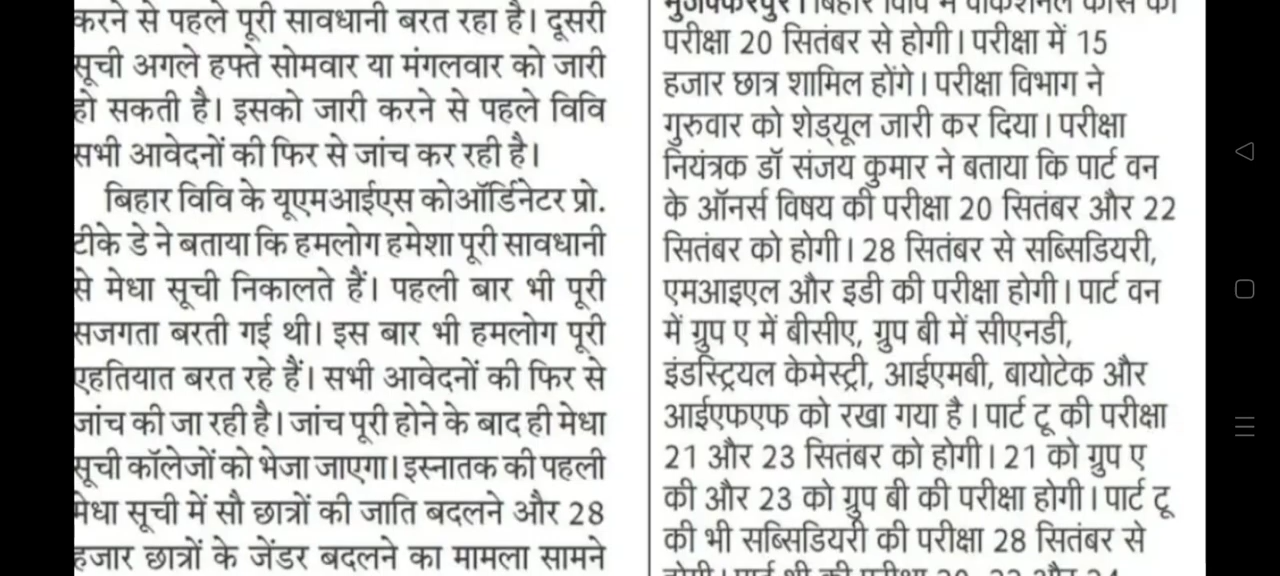 करने से पहले पूरी सावधानी बरत रहा है। दूसरी
सूची अगले हफ्ते सोमवार या मंगलवार को जारी
हो सकती है। इसको जारी करने से पहले विवि
सभी आवेदनों की फिर से जांच कर रही है।
बिहार विवि के यूएमआईएस कोऑर्डिनेटर प्रो.
टीके डे ने बताया कि हमलोग हमेशा पूरी सावधानी
से मेधा सूची निकालते हैं। पहली बार भी पूरी
सजगता बरती गई थी। इस बार भी हमलोग पूरी
एहतियात बरत रहे हैं। सभी आवेदनों की फिर से
जांच की जा रही है। जांच पूरी होने के बाद ही मेधा
सूची कॉलेजों को भेजा जाएगा। इस्नातक की पहली
मेधा सूची में सौ छात्रों की जाति बदलने और 28
हजार छात्रों के जेंडर बदलने का मामला सामने
मुजफ्फरपुर। बिहार विवि में वोकेशनल कोर्स की
परीक्षा 20 सितंबर से होगी। परीक्षा में 15
हजार छात्र शामिल होंगे। परीक्षा विभाग ने
गुरुवार को शेड्यूल जारी कर दिया। परीक्षा
नियंत्रक डॉ संजय कुमार ने बताया कि पार्ट वन
के ऑनर्स विषय की परीक्षा 20 सितंबर और 22
सितंबर को होगी। 28 सितंबर से सब्सिडियरी,
एमआइएल और इडी की परीक्षा होगी। पार्ट वन
में ग्रुप ए में बीसीए, ग्रुप बी में सीएनडी,
इंडस्ट्रियल केमेस्ट्री, आईएमबी, बायोटेक और
आईएफएफ को रखा गया है। पार्ट टू की परीक्षा
21 और 23 सितंबर को होगी। 21 को ग्रुप ए
की और 23 को ग्रुप बी की परीक्षा होगी। पार्ट टू
की भी सब्सिडियरी की परीक्षा 28 सितंबर से